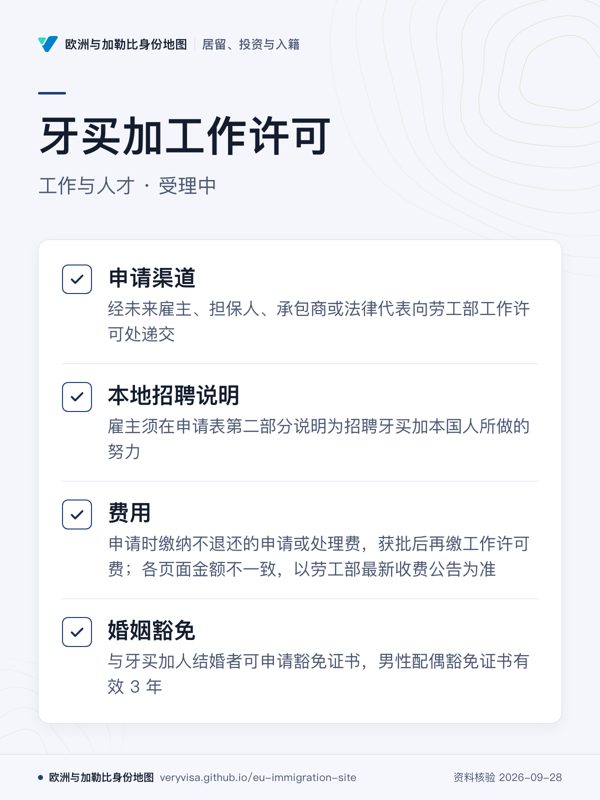 欧洲与加勒比身份地图 居留、投资与入籍
牙买加工作许可
工作与人才 · 受理中
申请渠道
经未来雇主、担保人、承包商或法律代表向劳工部工作许
可处递交
本地招聘说明
雇主须在申请表第二部分说明为招聘牙买加本国人所做的
努力
费用
申请时缴纳不退还的申请或处理费，获批后再缴工作许可
费；各页面金额不一致，以劳工部最新收费公告为准
婚姻豁免
与牙买加人结婚者可申请豁免证书，男性配偶豁免证书有
效 3 年
欧洲与加勒比身份地图 veryvisa.github.io/eu-immigration-site 资料核验 2026-09-28